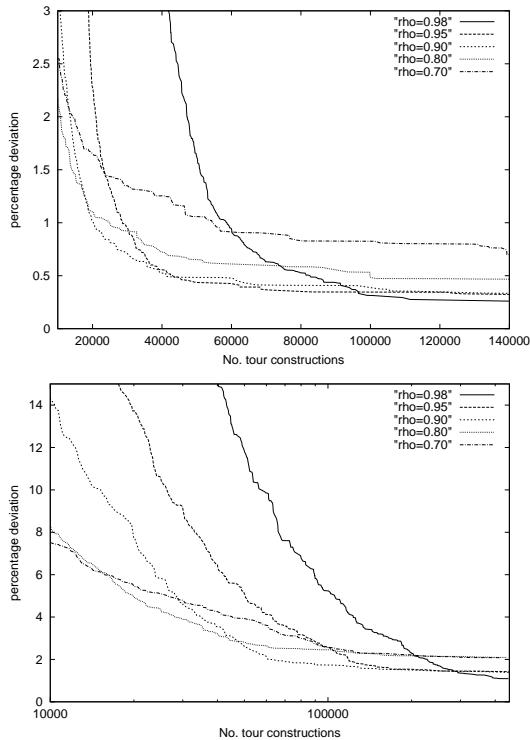 3
2.5
2
1.5
1
0.5
0
percentage deviation
"rho=0.98"
"rho=0.95"
"rho=0.90"
"rho=0.80"
"rho=0.70"
20000 40000 60000 80000 100000 120000 140000
No. tour constructions
14
12
10
8
6
4
2
0
percentage deviation
"rho=0.98"
"rho=0.95"
"rho=0.90"
"rho=0.80"
"rho=0.70"
10000 100000
No. tour constructions